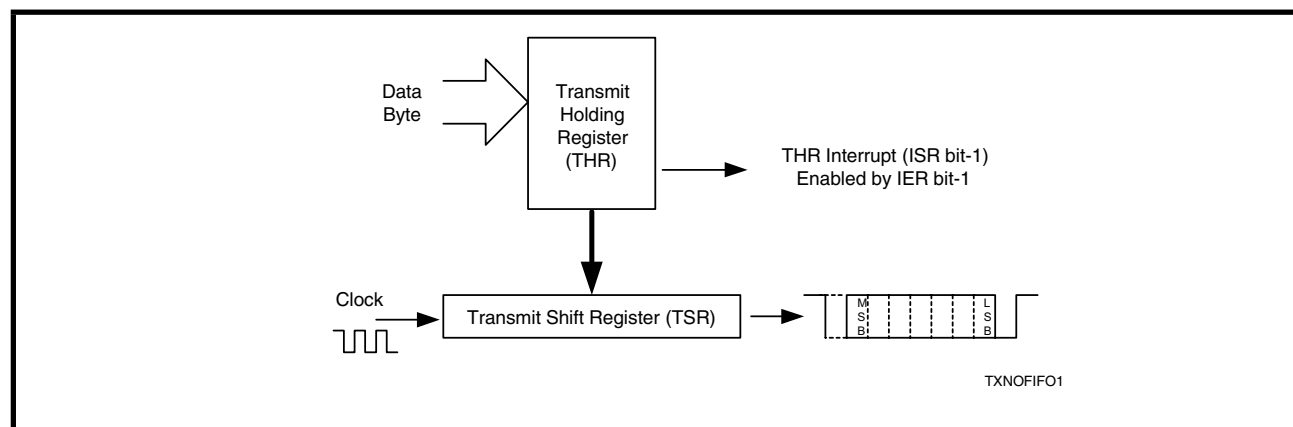 Data
Byte
Transmit
Holding
Register
(THR)
THR Interrupt (ISR bit-1)
Enabled by IER bit-1
Clock
Transmit Shift Register (TSR)
M
S
B
L
S
B
TXNOFIFO1